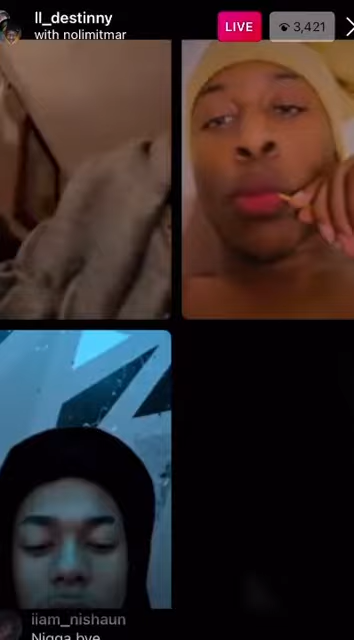 ll_destinny
with nolimitmar
LIVE
3,421
iiam_nishaun
Nigga bye